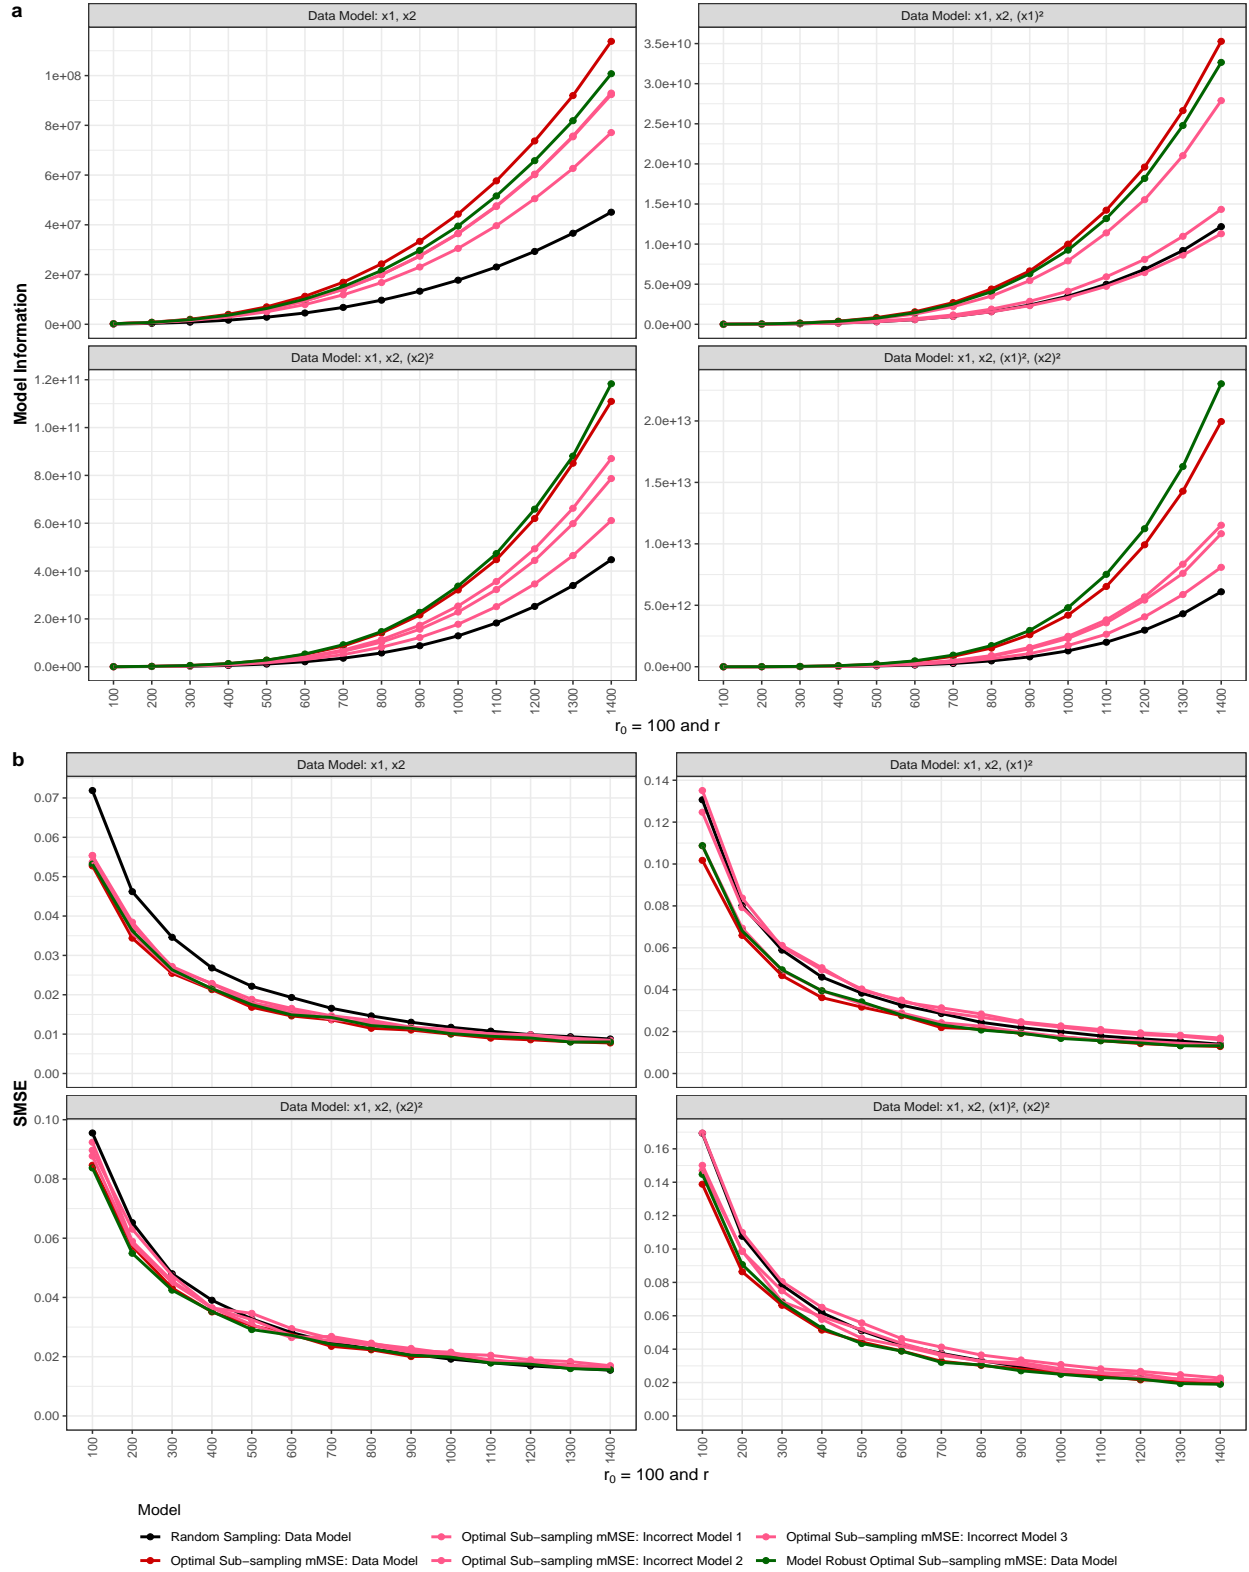 a
Data Model: x1, x2
Data Model: x1, x2, (x1)²
1e+08
8e+07
6e+07
4e+07
2e+07
0e+00
3.5e+10
3.0e+10
2.5e+10
2.0e+10
1.5e+10
1.0e+10
5.0e+09
0.0e+00
Model Information
Data Model: x1, x2, (x2)²
Data Model: x1, x2, (x1)², (x2)²
1.2e+11
1.0e+11
8.0e+10
6.0e+10
4.0e+10
2.0e+10
0.0e+00
2.0e+13
1.5e+13
1.0e+13
5.0e+12
0.0e+00
100 200 300 400 500 600 700 800 900 1000 1100 1200 1300 1400
100 200 300 400 500 600 700 800 900 1000 1100 1200 1300 1400
r₀ = 100 and r
b
Data Model: x1, x2
Data Model: x1, x2, (x1)²
0.07
0.06
0.05
0.04
0.03
0.02
0.01
0.00
0.14
0.12
0.10
0.08
0.06
0.04
0.02
0.00
SMSE
Data Model: x1, x2, (x2)²
Data Model: x1, x2, (x1)², (x2)²
0.10
0.08
0.06
0.04
0.02
0.00
0.16
0.14
0.12
0.10
0.08
0.06
0.04
0.02
0.00
100 200 300 400 500 600 700 800 900 1000 1100 1200 1300 1400
100 200 300 400 500 600 700 800 900 1000 1100 1200 1300 1400
r₀ = 100 and r
Model
Random Sampling: Data Model
Optimal Sub−sampling mMSE: Data Model
Optimal Sub−sampling mMSE: Incorrect Model 1
Optimal Sub−sampling mMSE: Incorrect Model 2
Optimal Sub−sampling mMSE: Incorrect Model 3
Model Robust Optimal Sub−sampling mMSE: Data Model